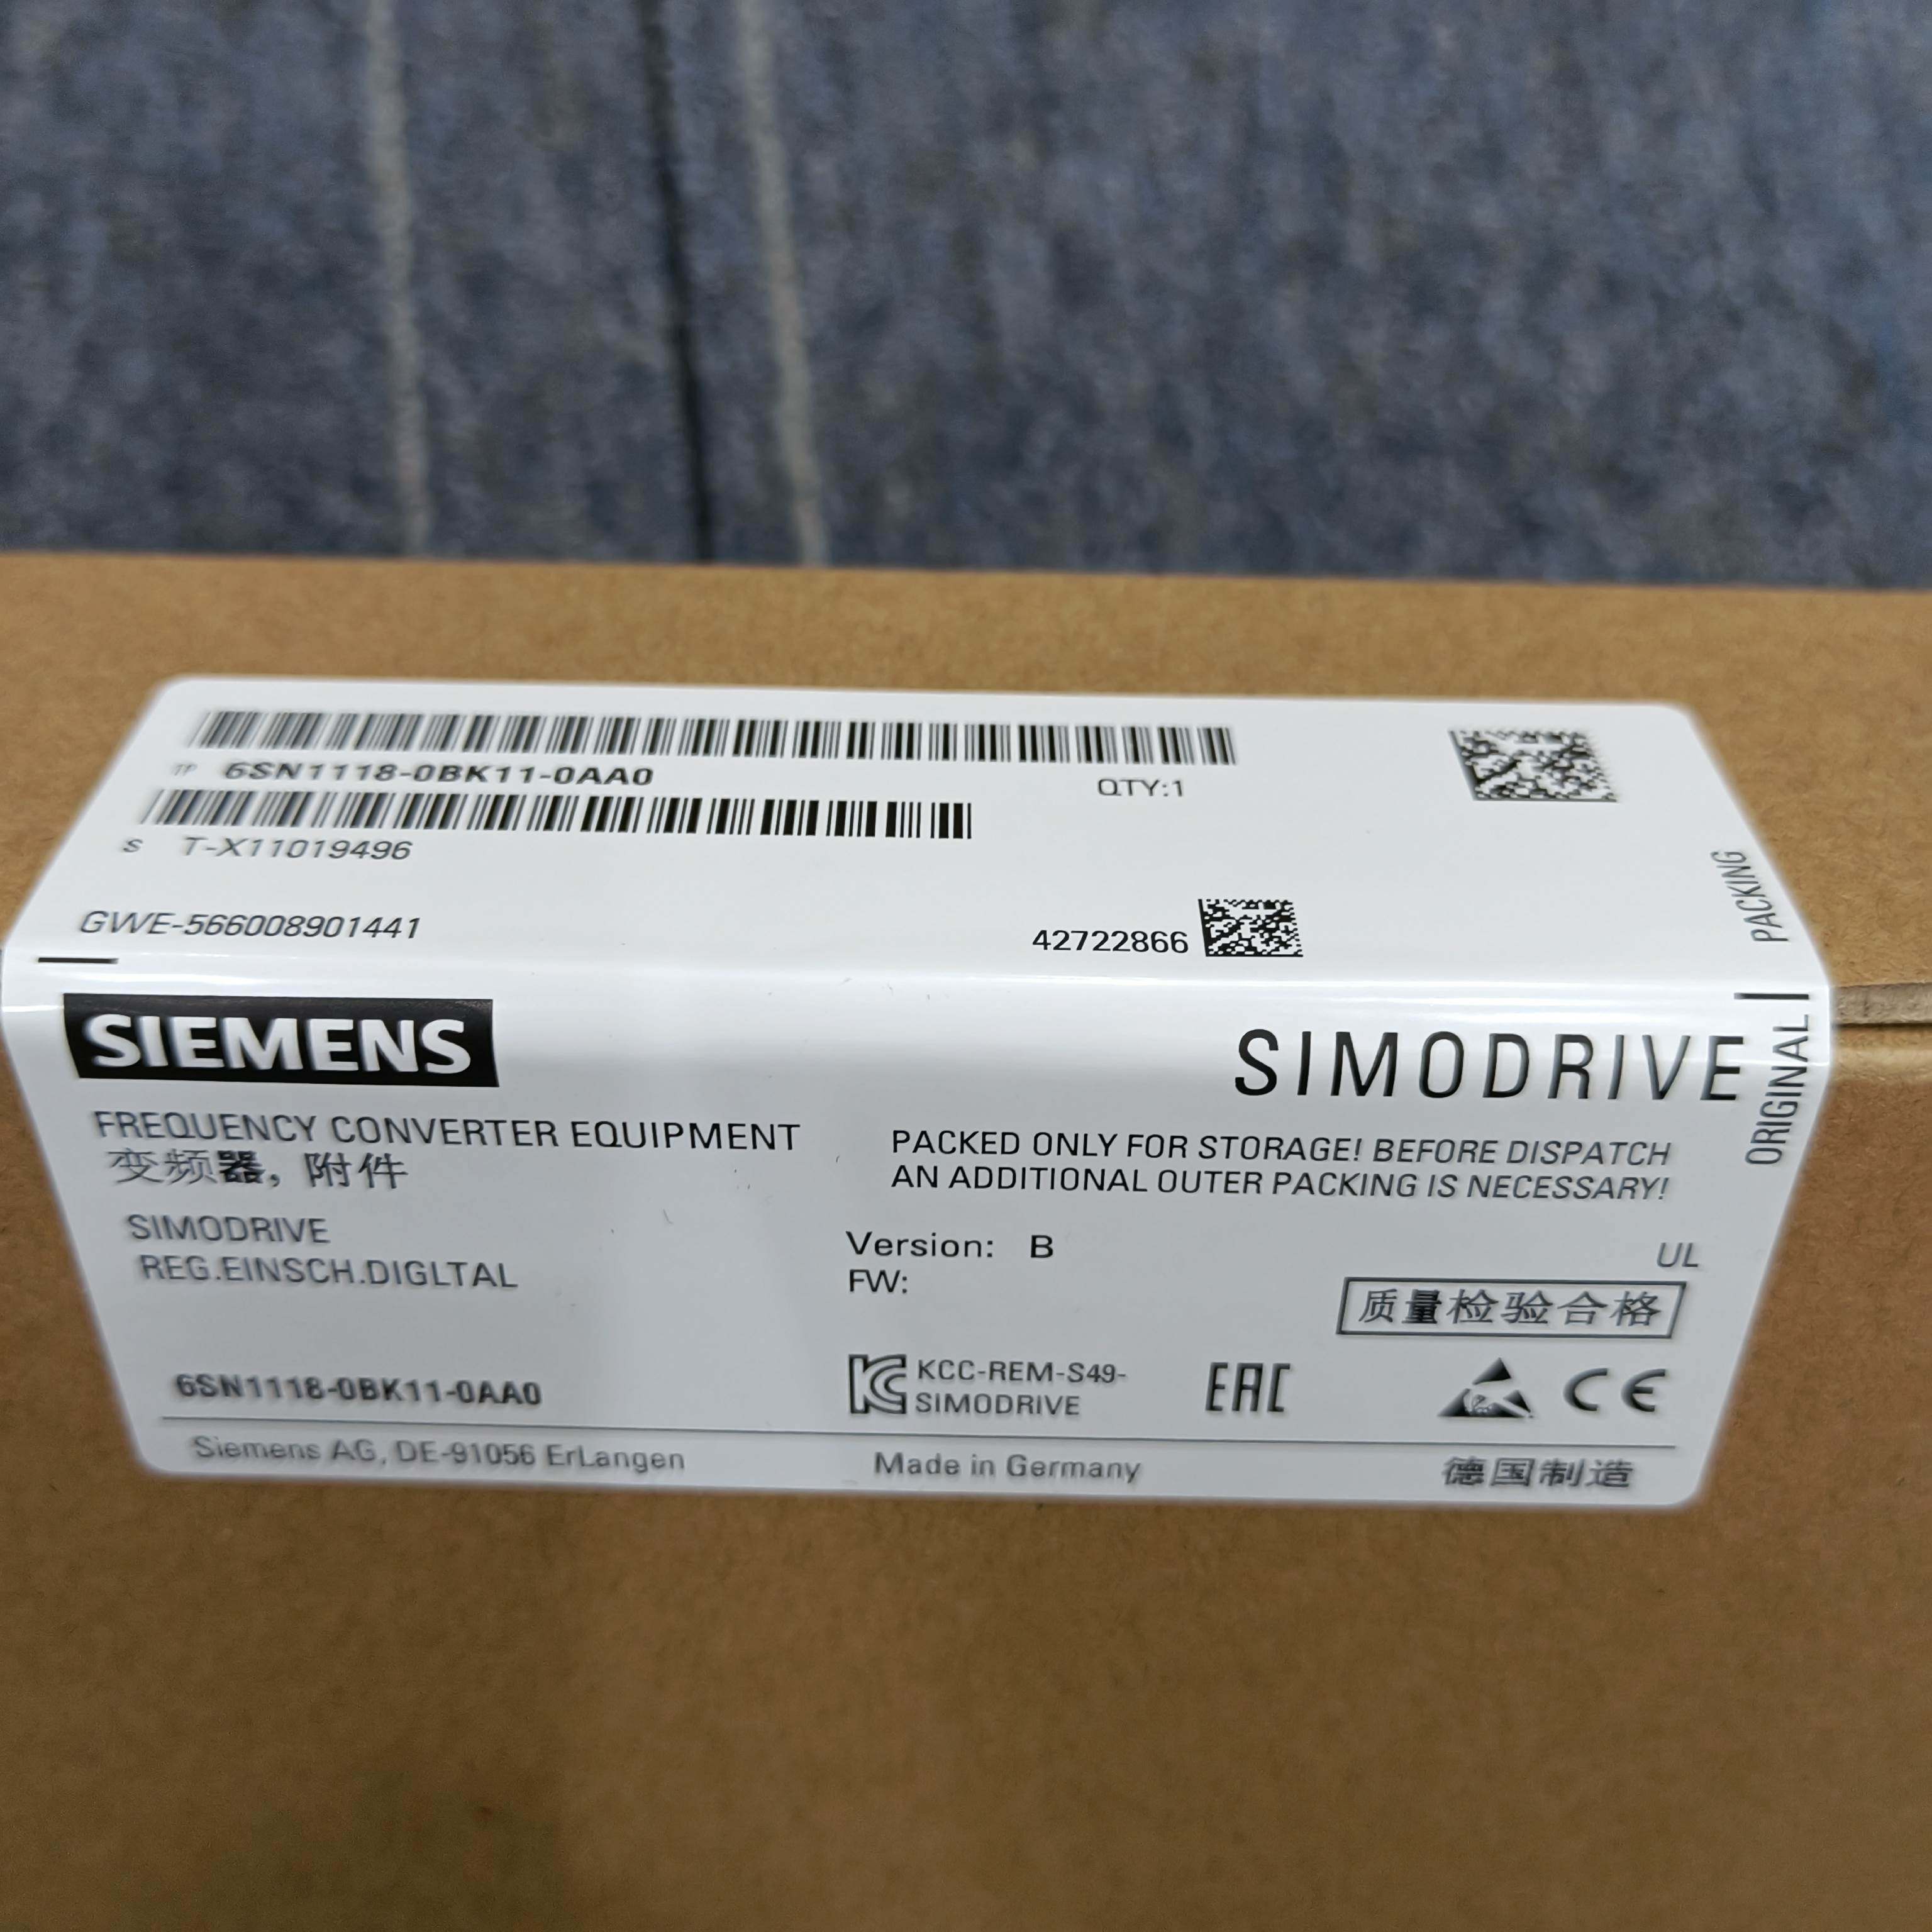 TP 6SN1118-0BK11-0AA0
QTY:1
S T-X11019496
GWE-566008901441
42722866
ORIGINAL PACKING
SIEMENS
SIMODRIVE
FREQUENCY CONVERTER EQUIPMENT
变频器, 附件
PACKED ONLY FOR STORAGE! BEFORE DISPATCH
AN ADDITIONAL OUTER PACKING IS NECESSARY!
SIMODRIVE
REG.EINSCH.DIGLTAL
Version: B
FW:
UL
质量检验合格
6SN1118-0BK11-0AA0
KCC-REM-S49-
SIMODRIVE
EAC
CE
Siemens AG, DE-91056 ErLangen
Made in Germany
德国制造